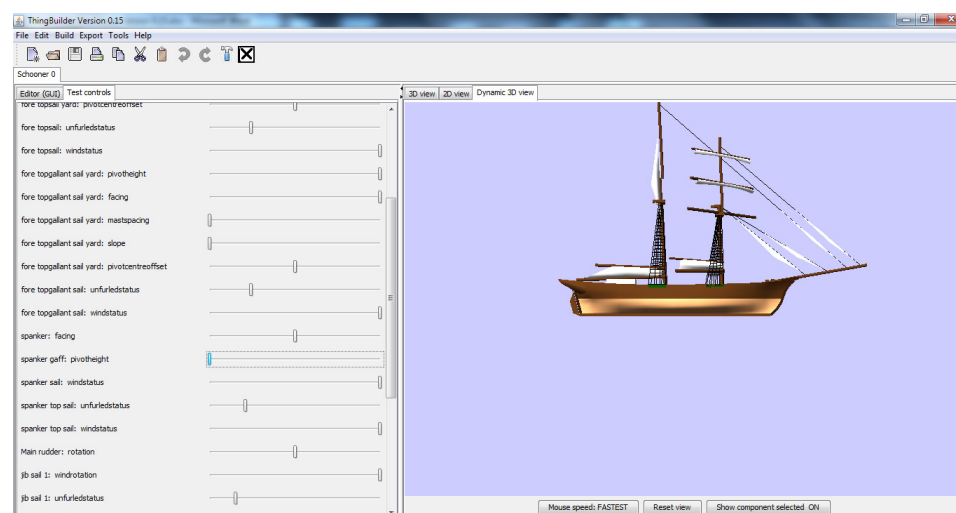 ThingBuilder Version 0.15
File Edit Build Export Tools Help
Schooner 0
Editor (GUI) Test controls
3D view 2D view Dynamic 3D view
fore topsail yard: pivotcentreoffset
fore topsail: unfurledstatus
fore topsail: windstatus
fore topgallant sail yard: pivotheight
fore topgallant sail yard: facing
fore topgallant sail yard: mastspacing
fore topgallant sail yard: slope
fore topgallant sail yard: pivotcentreoffset
fore topgallant sail: unfurledstatus
fore topgallant sail: windstatus
spanker: facing
spanker gaff: pivotheight
spanker sail: windstatus
spanker top sail: unfurledstatus
spanker top sail: windstatus
Main rudder: rotation
jib sail 1: windrotation
jib sail 1: unfurledstatus
Mouse speed: FASTEST Reset view Show component selected ON